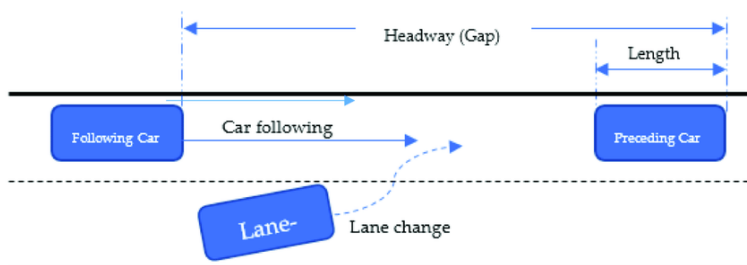 Headway (Gap)
Length
Following Car
Car following
Preceding Car
Lane-
Lane change